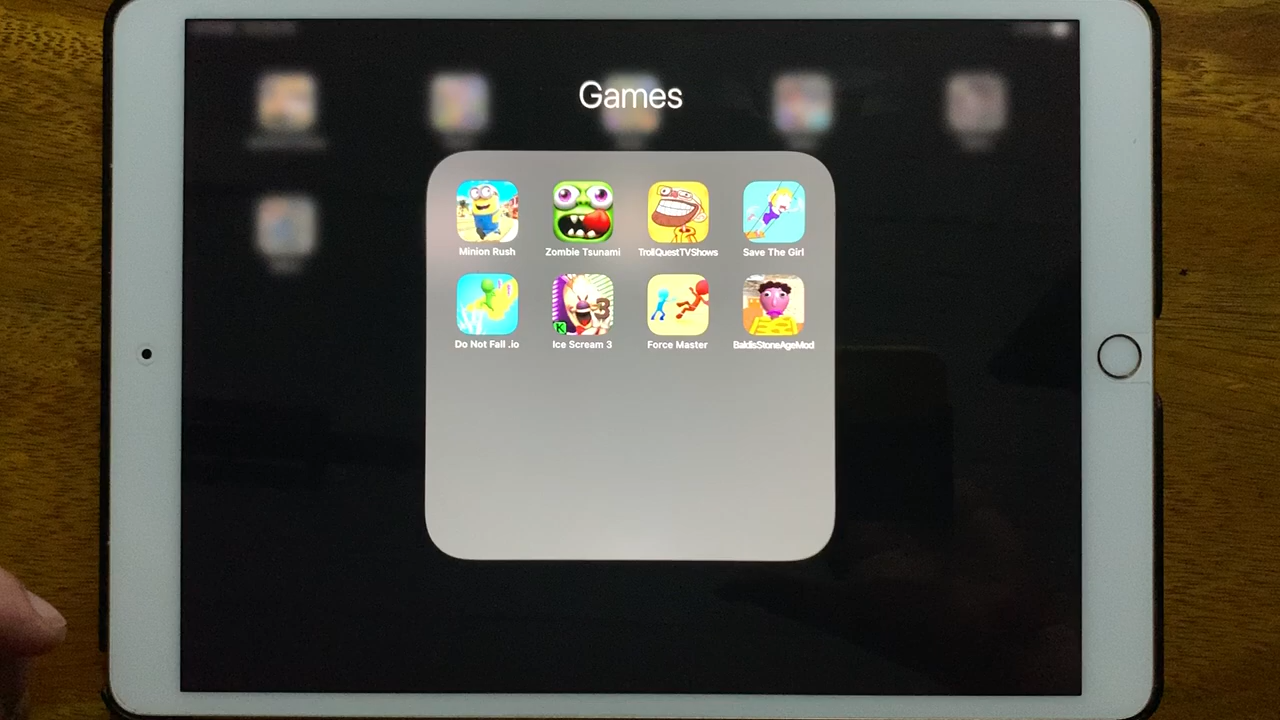 Games
Minion Rush
Zombie Tsunami
TrollQuestTVShows
Save The Girl
Do Not Fall .io
Ice Scream 3
Force Master
BaldisStoneAgeMod
3
K